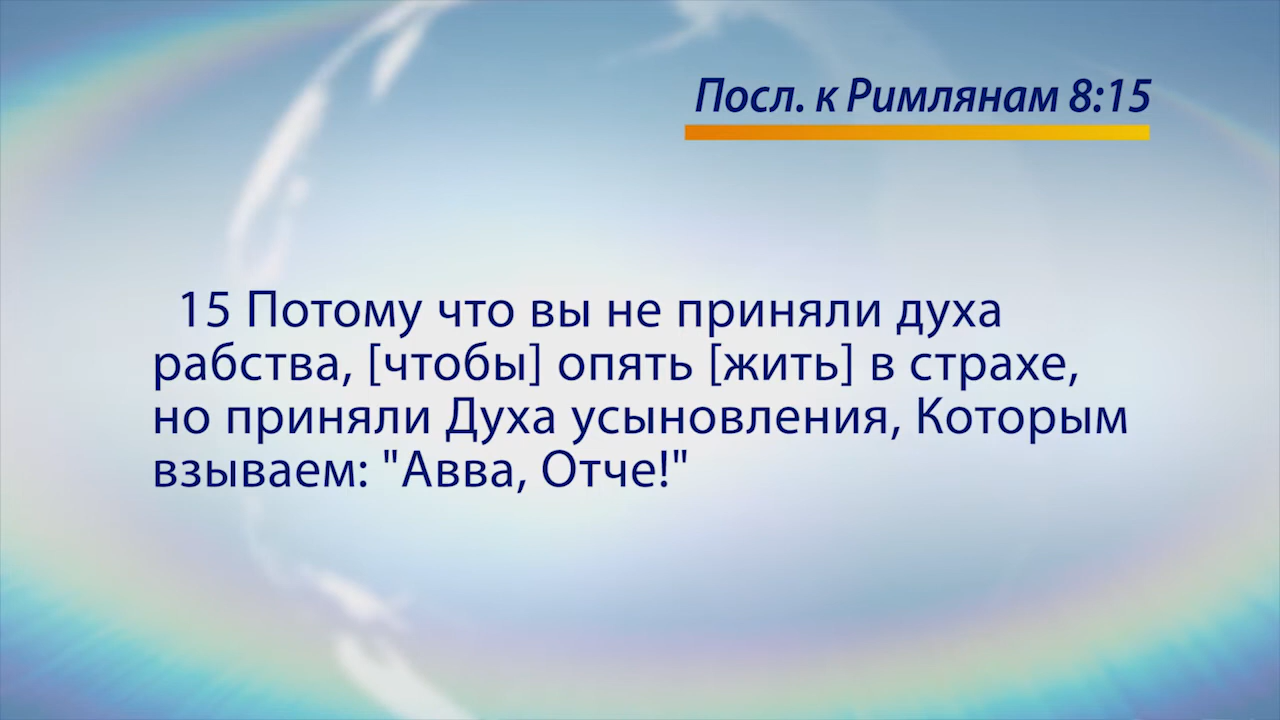 Посл. к Римлянам 8:15
15 Потому что вы не приняли духа
рабства, [чтобы] опять [жить] в страхе,
но приняли Духа усыновления, Которым
взываем: "Авва, Отче!"